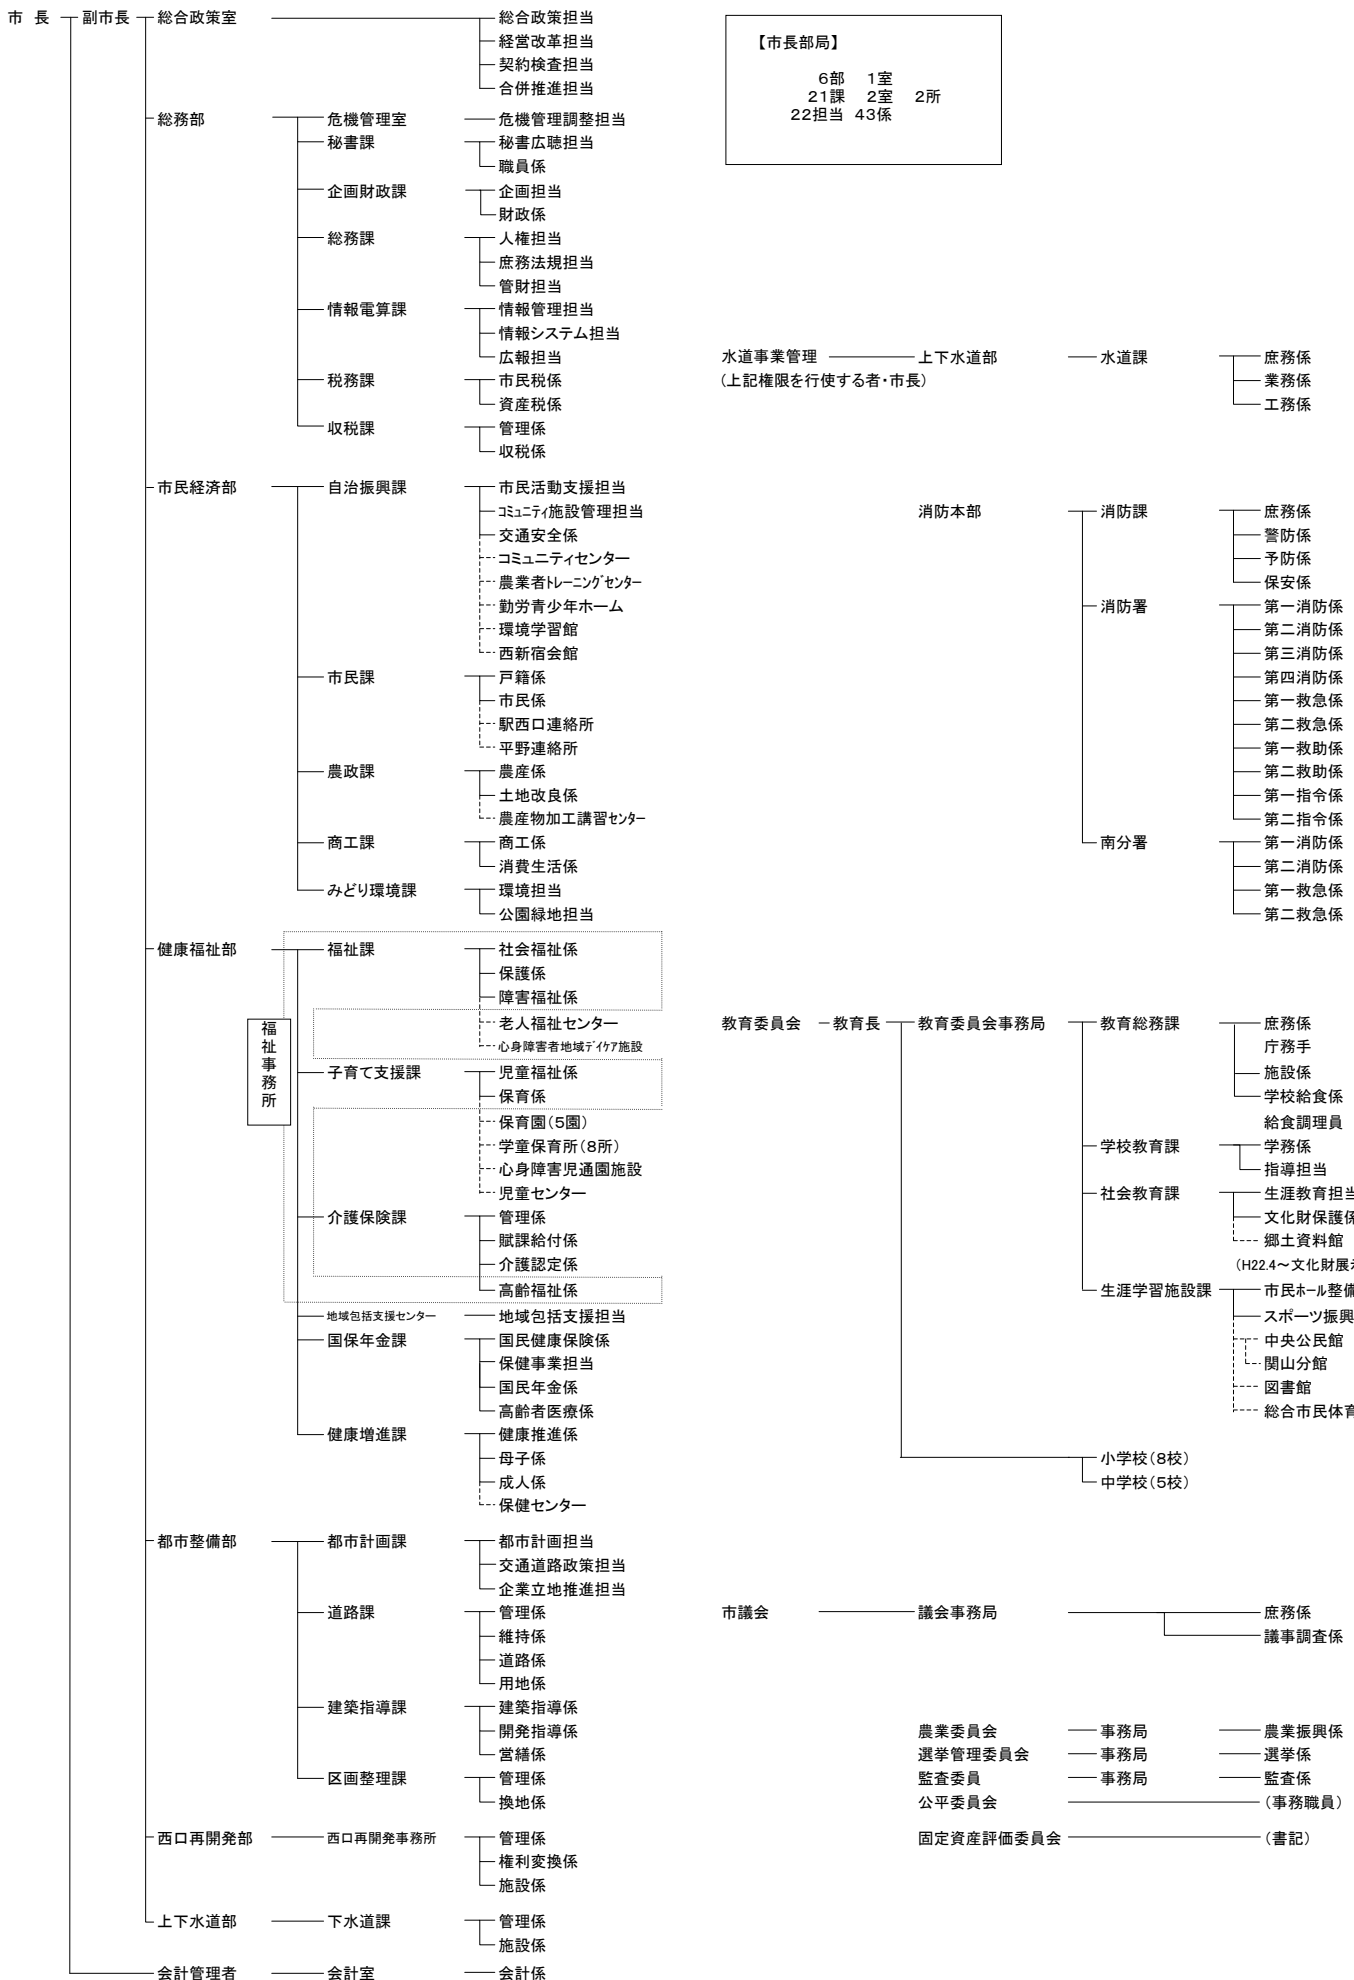 市 長 副市長 総合政策室 総合政策担当
経営改革担当
契約検査担当
合併推進担当
総務部 危機管理室 危機管理調整担当
秘書課 秘書広聴担当
職員係
企画財政課 企画担当
財政係
総務課 人権担当
庶務法規担当
管財担当
情報電算課 情報管理担当
情報システム担当
広報担当
税務課 市民税係
資産税係
収税課 管理係
収税係
市民経済部 自治振興課 市民活動支援担当
コミュニティ施設管理担当
交通安全係
コミュニティセンター
農業者トレーニングセンター
勤労青少年ホーム
環境学習館
西新宿会館
市民課 戸籍係
市民係
駅西口連絡所
平野連絡所
農政課 農産係
土地改良係
農産物加工講習センター
商工課 商工係
消費生活係
みどり環境課 環境担当
公園緑地担当
健康福祉部 福祉課 社会福祉係
保護係
障害福祉係
老人福祉センター
心身障害者地域デイケア施設
福祉事務所
子育て支援課 児童福祉係
保育係
保育園(5園)
学童保育所(8所)
心身障害児通園施設
児童センター
介護保険課 管理係
賦課給付係
介護認定係
高齢福祉係
地域包括支援センター 地域包括支援担当
国保年金課 国民健康保険係
保健事業担当
国民年金係
高齢者医療係
健康増進課 健康推進係
母子係
成人係
保健センター
都市整備部 都市計画課 都市計画担当
交通道路政策担当
企業立地推進担当
道路課 管理係
維持係
道路係
用地係
建築指導課 建築指導係
開発指導係
営繕係
区画整理課 管理係
換地係
西口再開発部 西口再開発事務所 管理係
権利変換係
施設係
上下水道部 下水道課 管理係
施設係
会計管理者 会計室 会計係
【市長部局】
6部 1室
21課 2室 2所
22担当 43係
水道事業管理 上下水道部 水道課 庶務係
(上記権限を行使する者・市長) 業務係
工務係
消防本部 消防課 庶務係
警防係
予防係
保安係
消防署 第一消防係
第二消防係
第三消防係
第四消防係
第一救急係
第二救急係
第一救助係
第二救助係
第一指令係
第二指令係
南分署 第一消防係
第二消防係
第一救急係
第二救急係
教育委員会 教育長 教育委員会事務局 教育総務課 庶務係
庁務手
施設係
学校給食係
給食調理員
学校教育課 学務係
指導担当
社会教育課 生涯教育担当
文化財保護係
郷土資料館
(H22.4～文化財展
生涯学習施設課 市民ホール整備
スポーツ振興
中央公民館
関山分館
図書館
総合市民体育
小学校(8校)
中学校(5校)
市議会 議会事務局 庶務係
議事調査係
農業委員会 事務局 農業振興係
選挙管理委員会 事務局 選挙係
監査委員 事務局 監査係
公平委員会 (事務職員)
固定資産評価委員会 (書記)